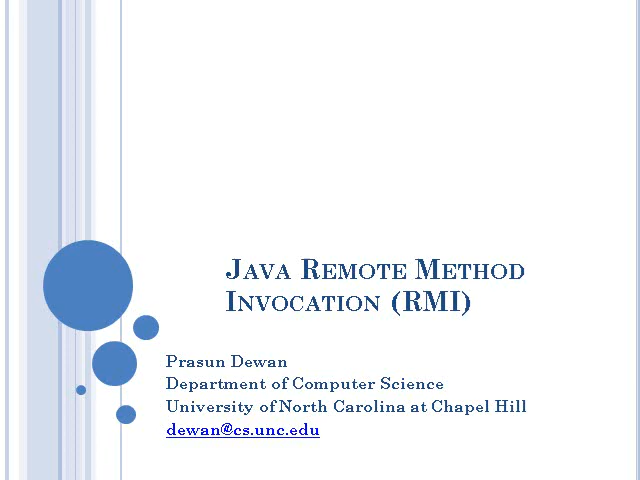 Java Remote Method
Invocation (RMI)
Prasun Dewan
Department of Computer Science
University of North Carolina at Chapel Hill
dewan@cs.unc.edu